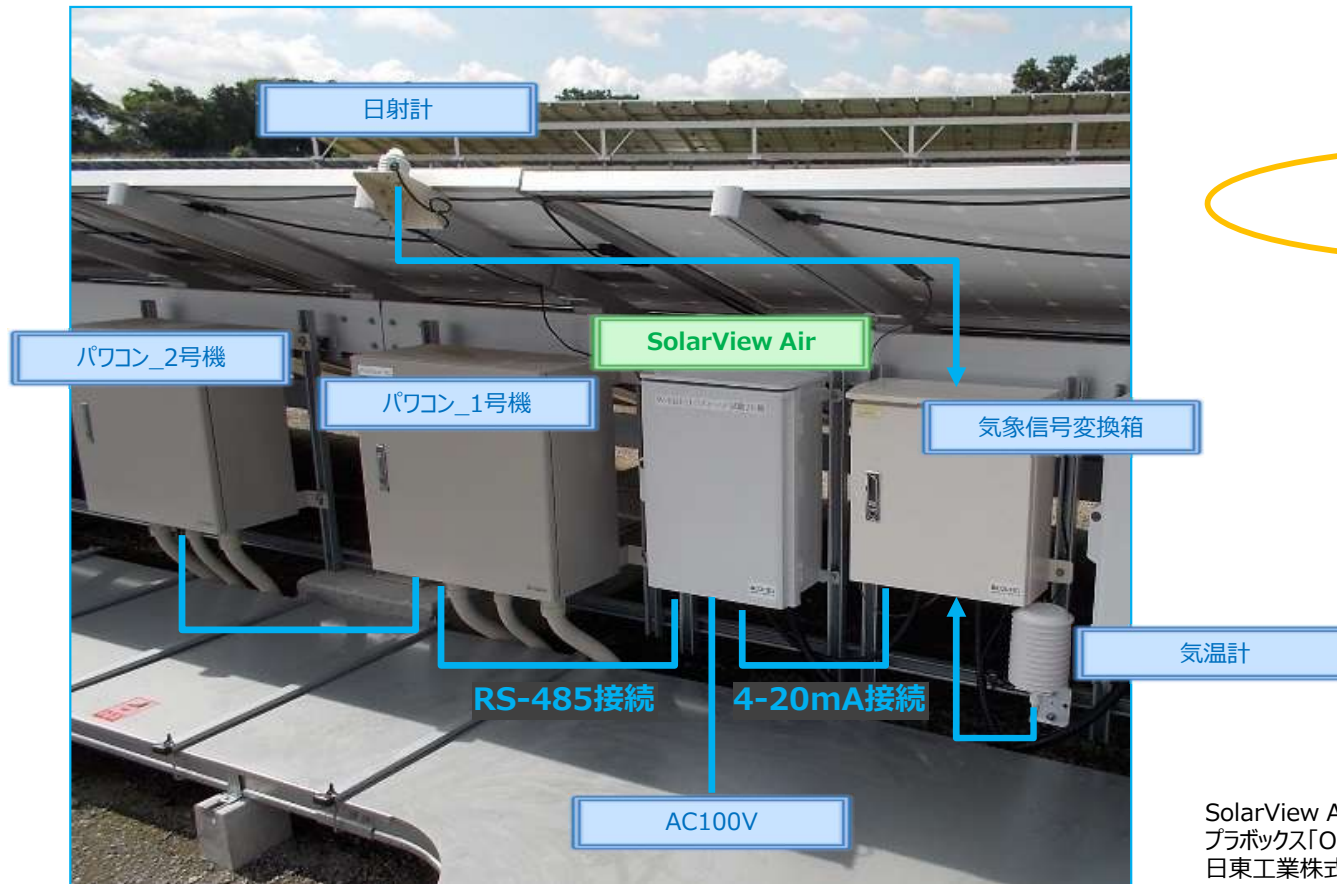 日射計
SolarView Air
パワコン_2号機
パワコン_1号機
気象信号変換箱
気温計
RS-485接続
4-20mA接続
AC100V
SolarView A
プラボックス「O
日東工業株式